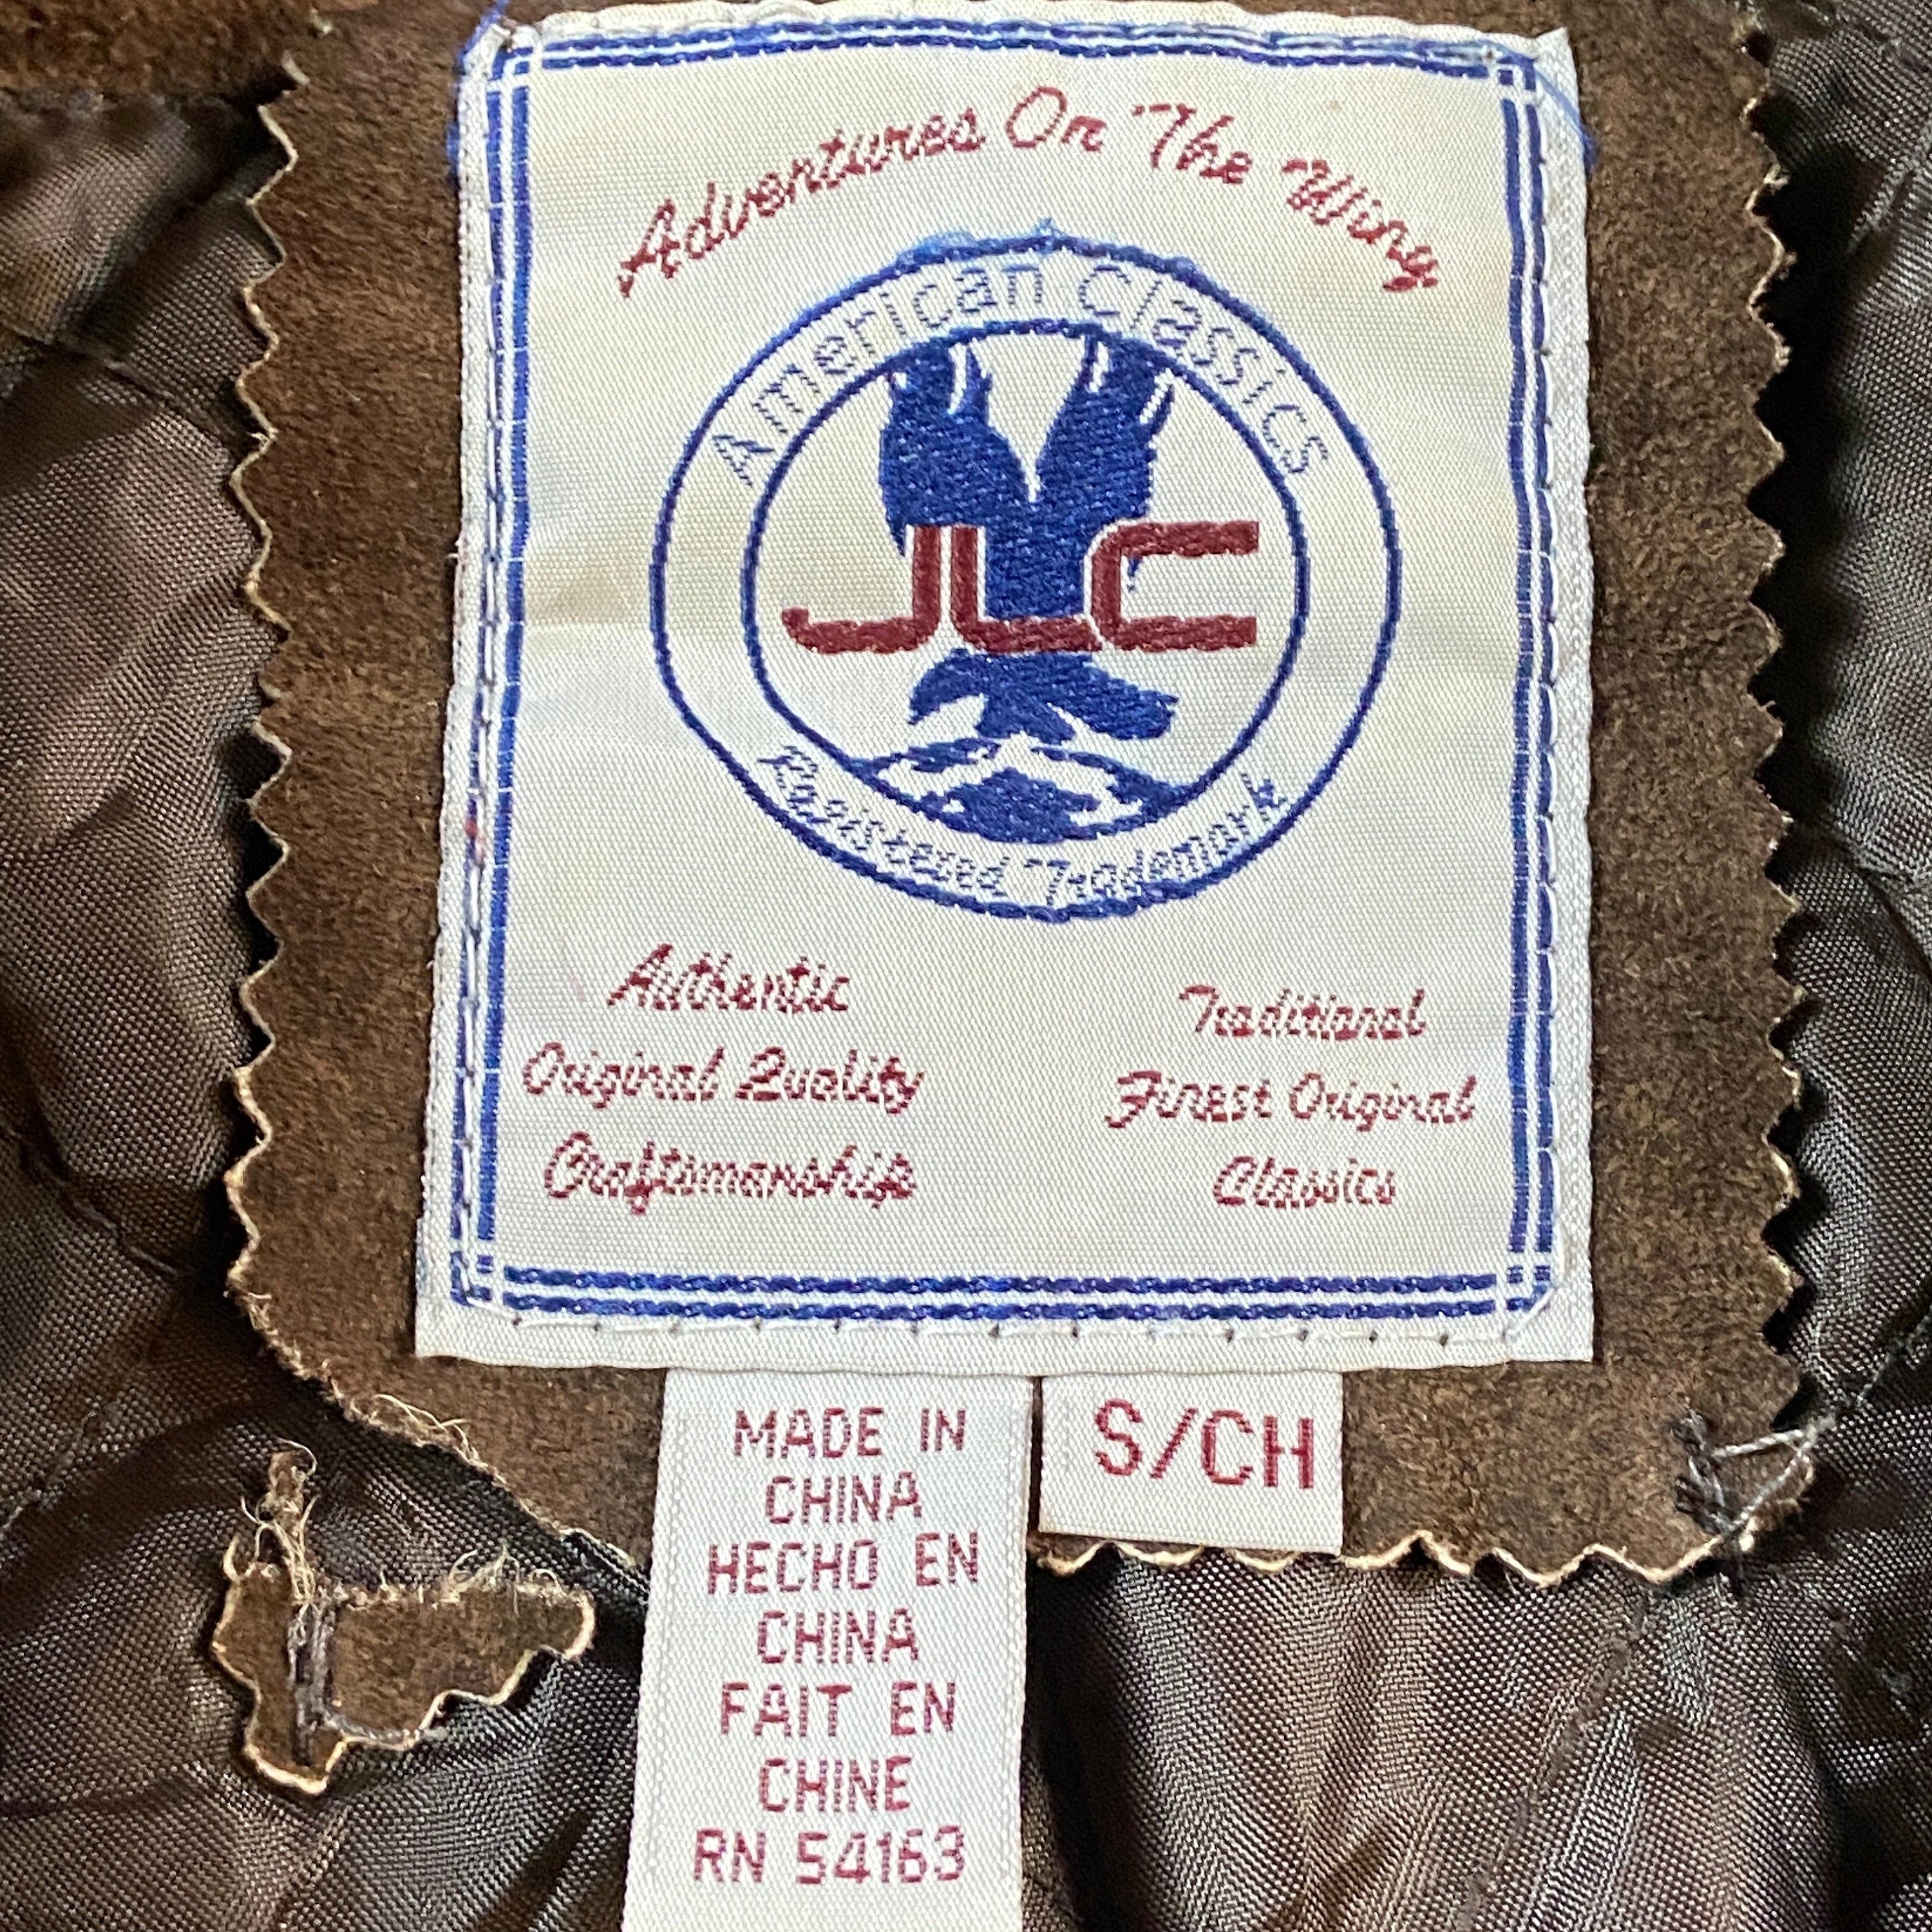 Adventures On The Wing
American Classics
JLC
Registered Trademark
Authentic
Original Quality
Craftsmanship
Traditional
Finest Original
Classics
MADE IN
CHINA
HECHO EN
CHINA
FAIT EN
CHINE
RN 54163
S/CH